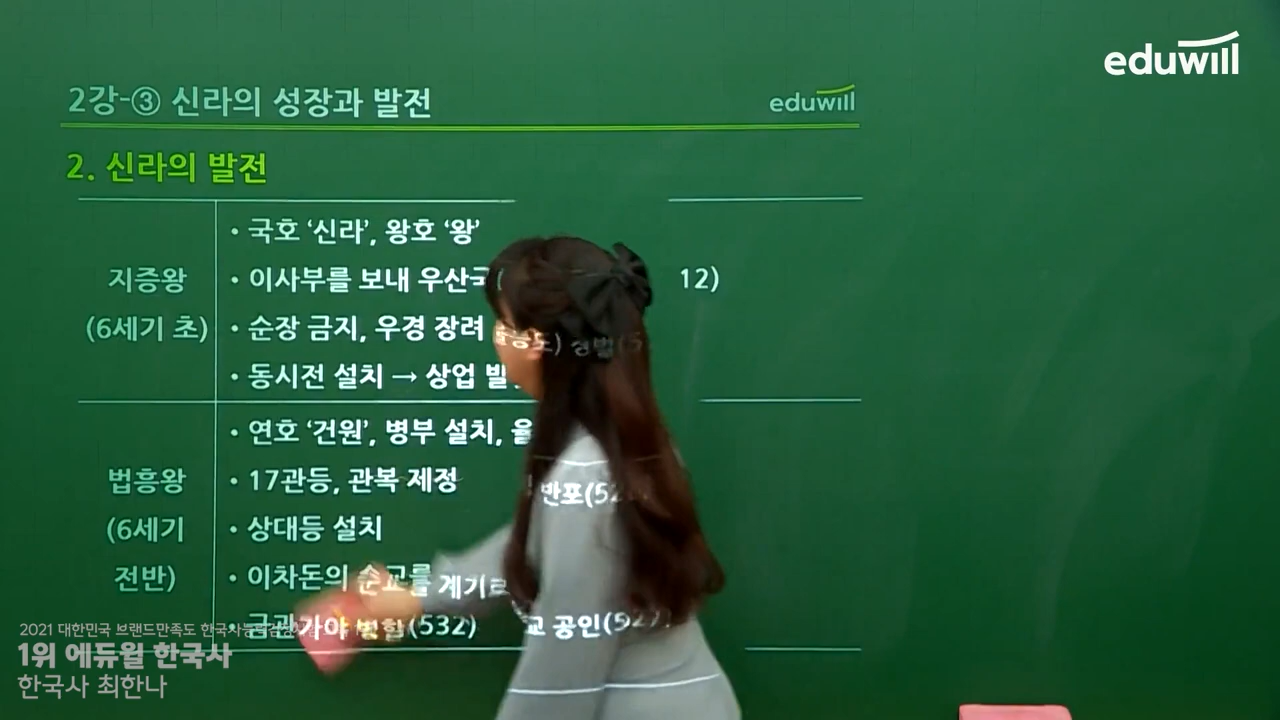 eduwill
2강-③ 신라의 성장과 발전
eduwill
2. 신라의 발전
지증왕
(6세기 초)
• 국호 ‘신라’, 왕호 ‘왕’
• 이사부를 보내 우산국( 12)
• 순장 금지, 우경 장려
• 동시전 설치 → 상업
법흥왕
(6세기
전반)
• 연호 ‘건원’, 병부 설치,
반포(52
• 17관등, 관복 제정
• 상대등 설치
• 이차돈의 순교를 계기로
공인(527)
• 금관가야 병합(532)
2021 대한민국 브랜드만족도
1위 에듀윌 한국사
한국사 최한나